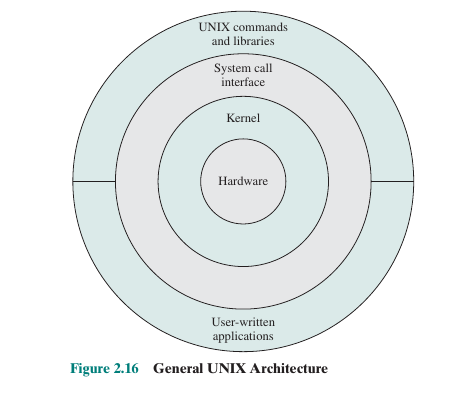 UNIX commands
and libraries
System call
interface
Kernel
Hardware
User-written
applications
Figure 2.16 General UNIX Architecture